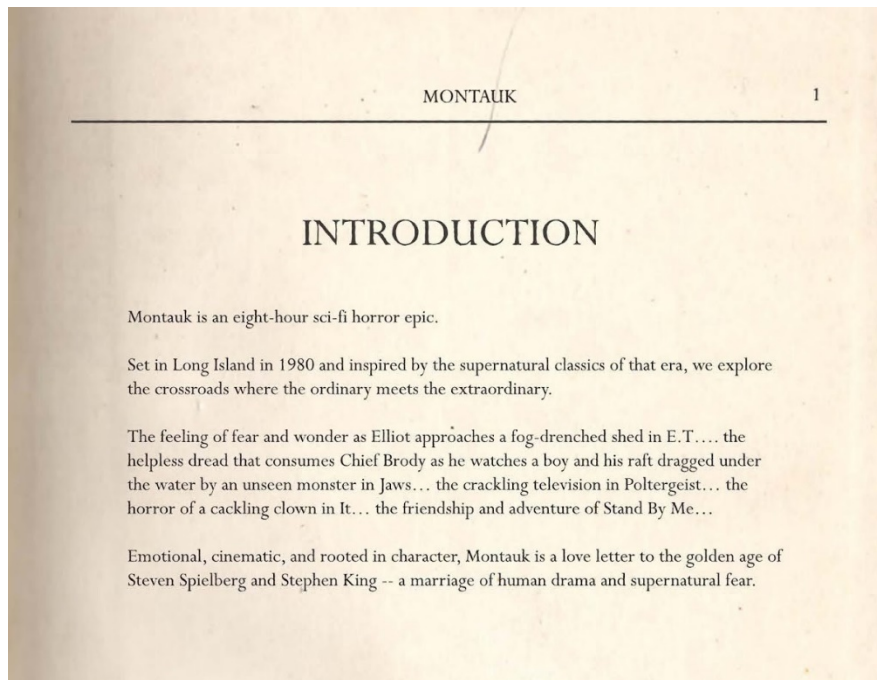 MONTAUK 1
INTRODUCTION
Montauk is an eight-hour sci-fi horror epic.
Set in Long Island in 1980 and inspired by the supernatural classics of that era, we explore
the crossroads where the ordinary meets the extraordinary.
The feeling of fear and wonder as Elliot approaches a fog-drenched shed in E.T.... the
helpless dread that consumes Chief Brody as he watches a boy and his raft dragged under
the water by an unseen monster in Jaws... the crackling television in Poltergeist... the
horror of a cackling clown in It... the friendship and adventure of Stand By Me...
Emotional, cinematic, and rooted in character, Montauk is a love letter to the golden age of
Steven Spielberg and Stephen King -- a marriage of human drama and supernatural fear.